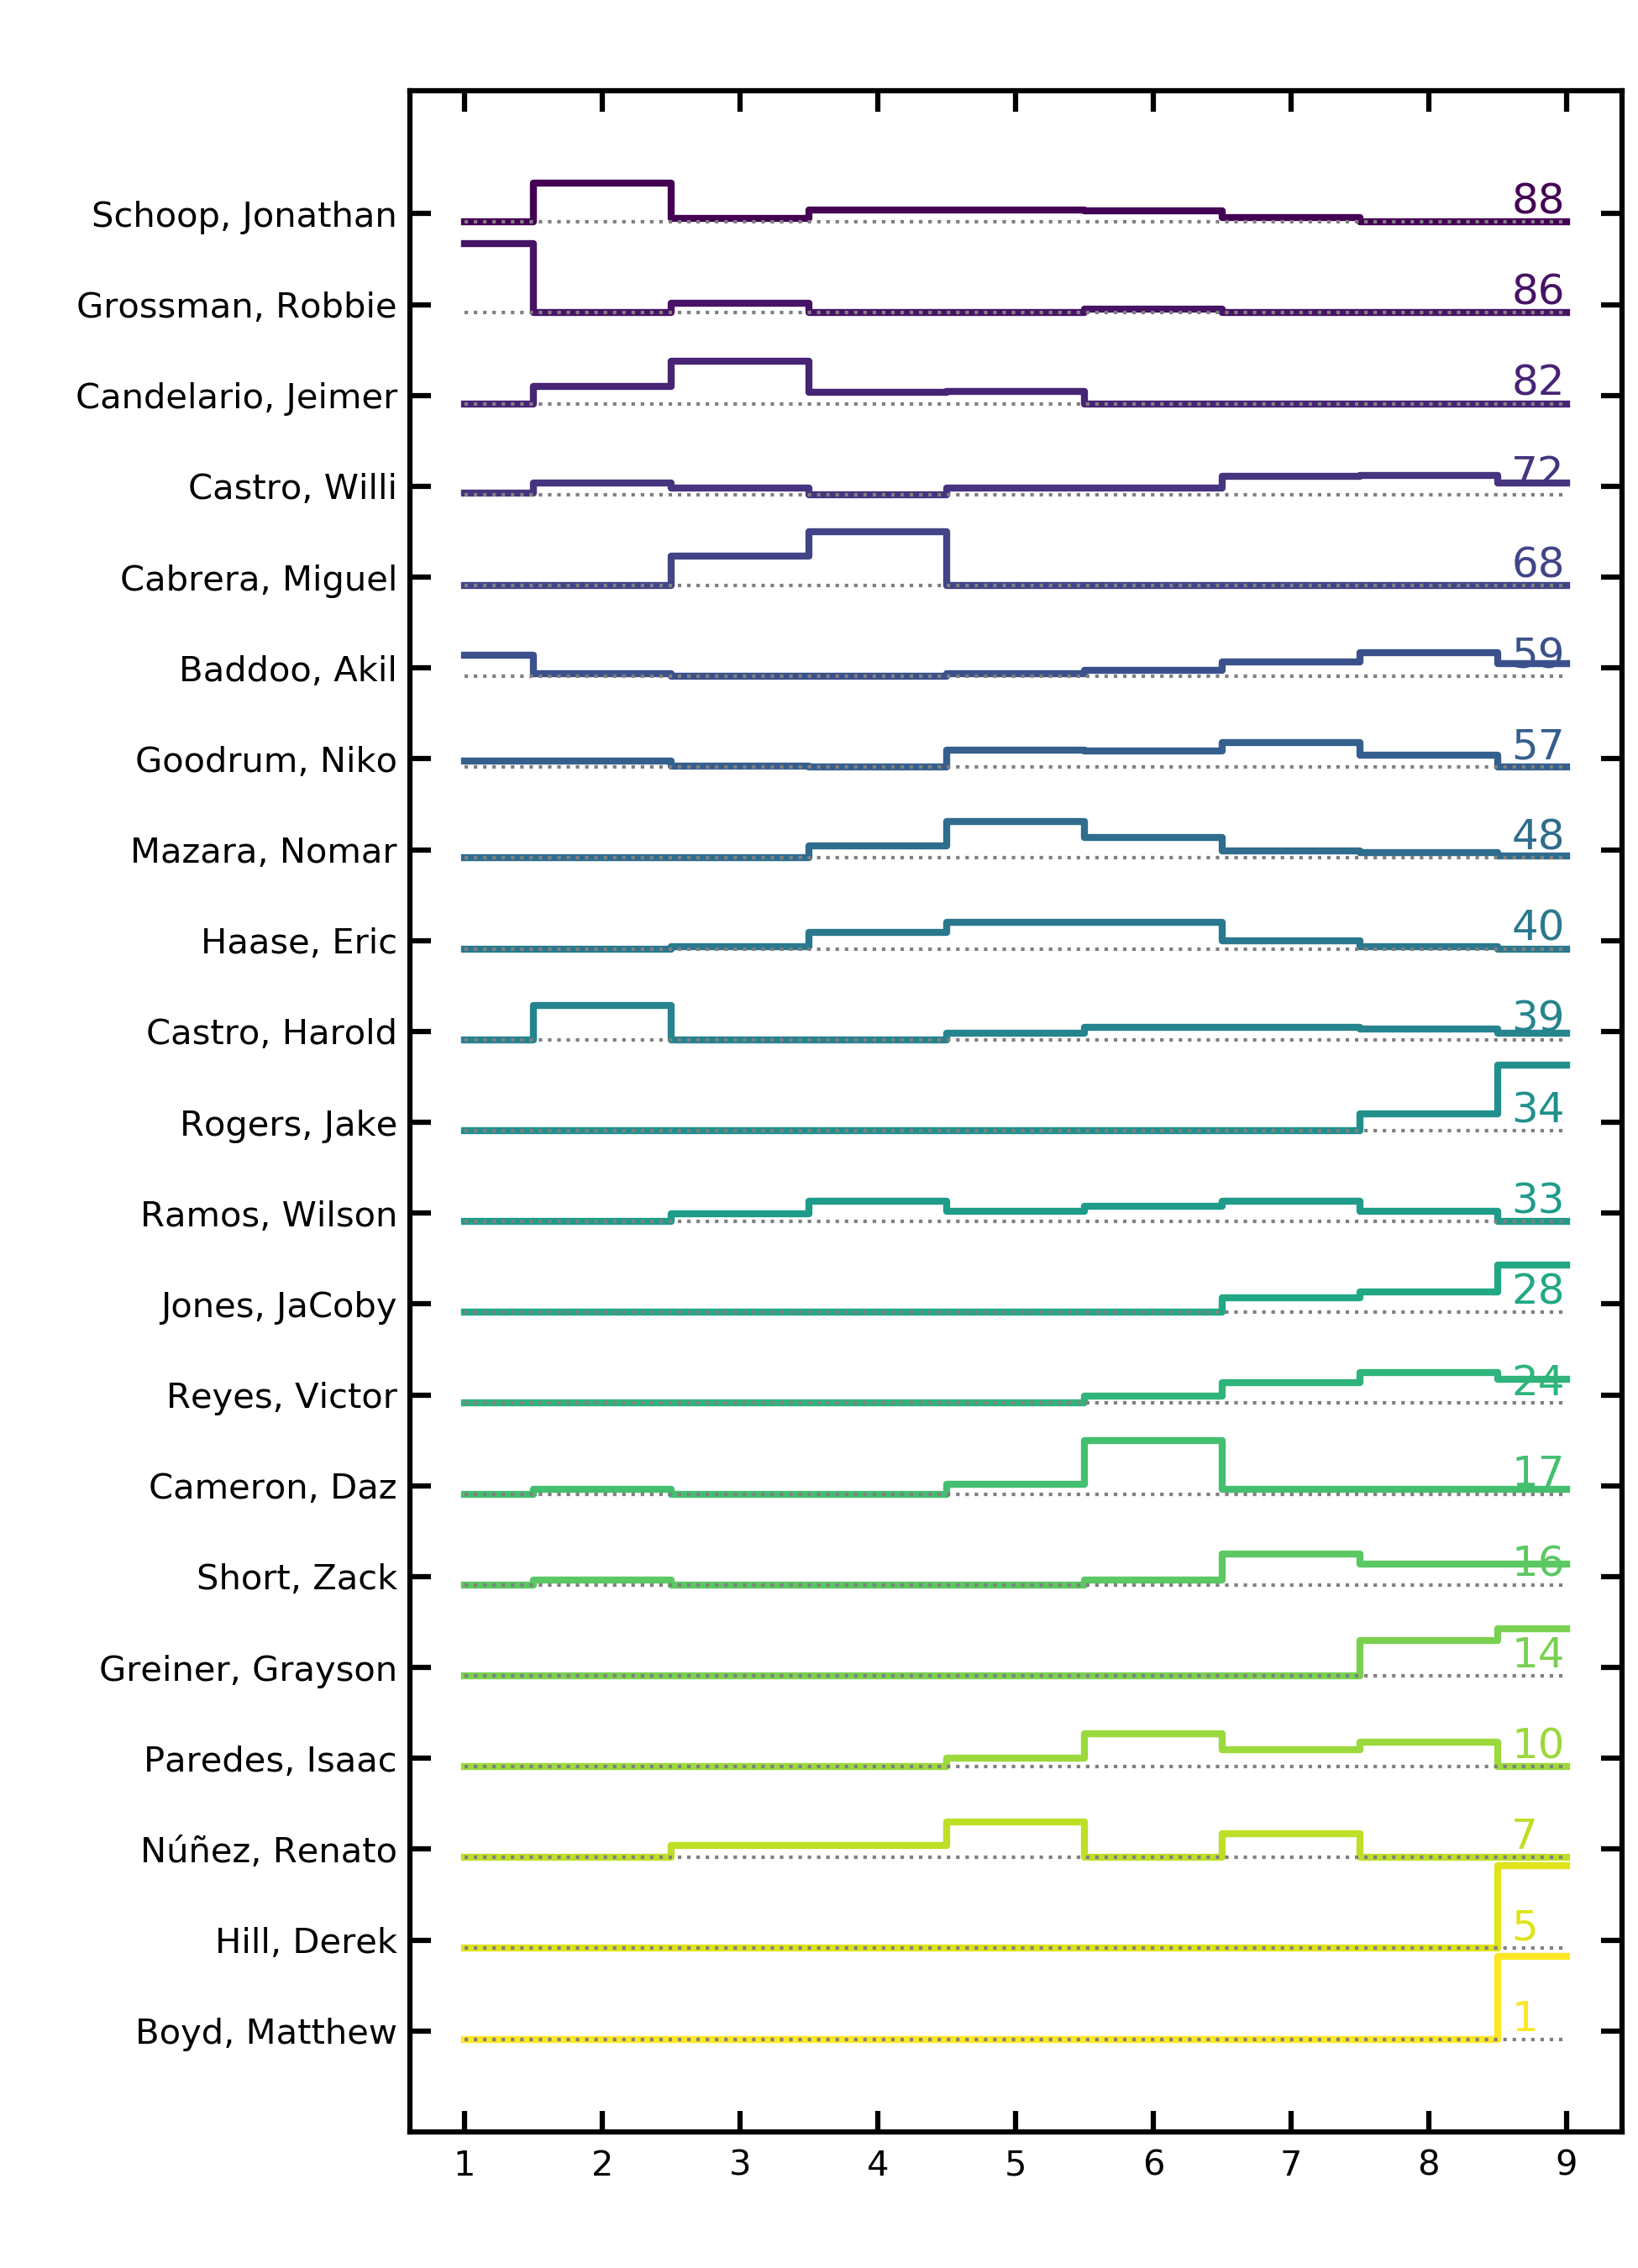 Schoop, Jonathan 88
Grossman, Robbie 86
Candelario, Jeimer 82
Castro, Willi 72
Cabrera, Miguel 68
Baddoo, Akil 59
Goodrum, Niko 57
Mazara, Nomar 48
Haase, Eric 40
Castro, Harold 39
Rogers, Jake 34
Ramos, Wilson 33
Jones, JaCoby 28
Reyes, Victor 24
Cameron, Daz 17
Short, Zack 16
Greiner, Grayson 14
Paredes, Isaac 10
Núñez, Renato 7
Hill, Derek 5
Boyd, Matthew 1
1 2 3 4 5 6 7 8 9